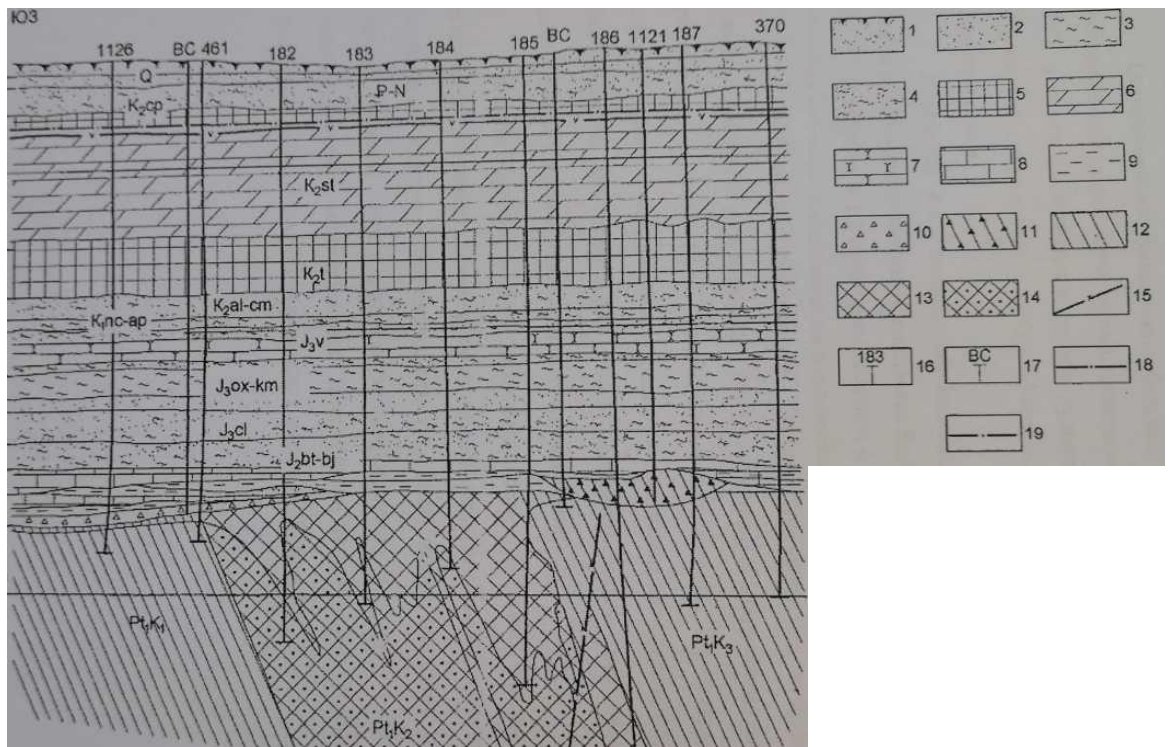 ЮЗ
1126 ВС 461 182 183 184 185 ВС 186 1121 187 370
Q
P-N
K₂cp
K₂st
K₂t
K₂al-cm
K₁nc-ap
J₃v
J₃ox-km
J₃cl
J₂bt-bj
Pt₁K₁
Pt₁K₃
Pt₁K₂
1 2 3
4 5 6
7 8 9
10 11 12
13 14 15
183 16 ВС 17 18
19